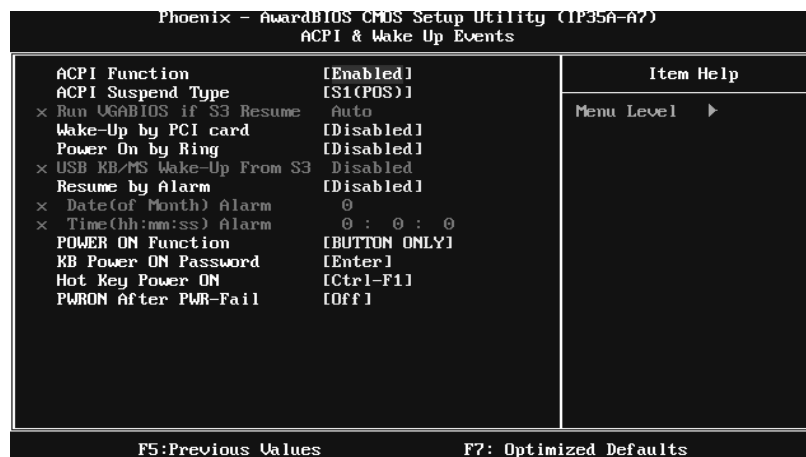 Phoenix - AwardBIOS CMOS Setup Utility (IP35A-A7)
ACPI & Wake Up Events
ACPI Function [Enabled]
ACPI Suspend Type [S1(POS)]
x Run VGABIOS if S3 Resume Auto
Wake-Up by PCI card [Disabled]
Power On by Ring [Disabled]
x USB KB/MS Wake-Up From S3 Disabled
Resume by Alarm [Disabled]
x Date(of Month) Alarm 0
x Time(hh:mm:ss) Alarm 0 : 0 : 0
POWER ON Function [BUTTON ONLY]
KB Power ON Password [Enter]
Hot Key Power ON [Ctrl-F1]
PWRON After PWR-Fail [Off]
Item Help
Menu Level ▶
F5:Previous Values F7: Optimized Defaults